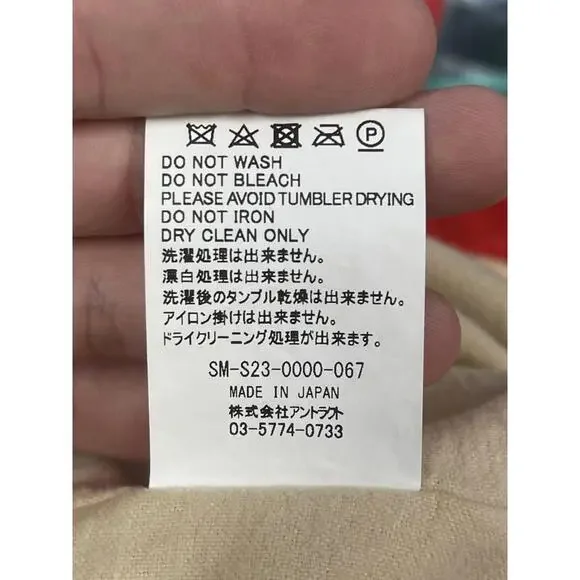 P
DO NOT WASH
DO NOT BLEACH
PLEASE AVOID TUMBLER DRYING
DO NOT IRON
DRY CLEAN ONLY
洗濯処理は出来ません。
漂白処理は出来ません。
洗濯後のタンブル乾燥は出来ません。
アイロン掛けは出来ません。
ドライクリーニング処理が出来ます。
SM-S23-0000-067
MADE IN JAPAN
株式会社アントラクト
03-5774-0733